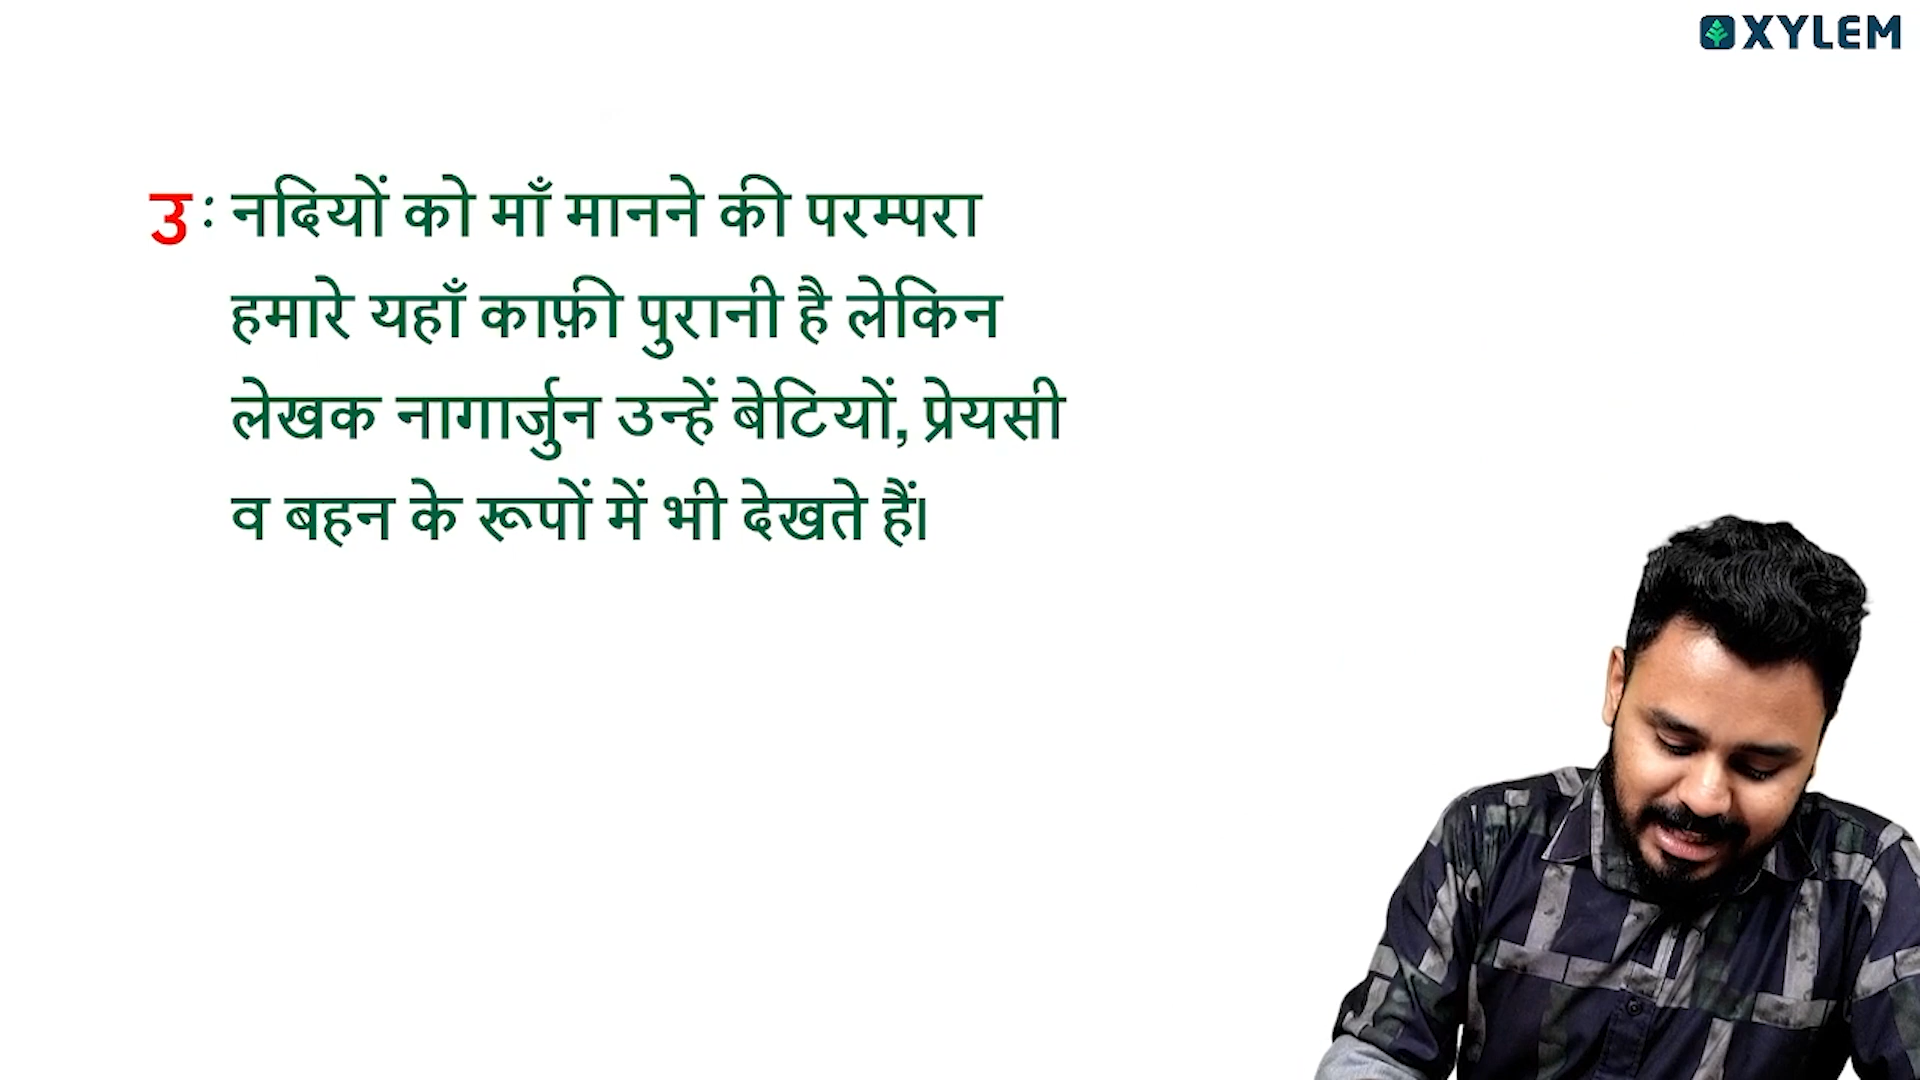 XYLEM
उ : नदियों को माँ मानने की परम्परा
हमारे यहाँ काफ़ी पुरानी है लेकिन
लेखक नागार्जुन उन्हें बेटियों, प्रेयसी
व बहन के रूपों में भी देखते हैं।